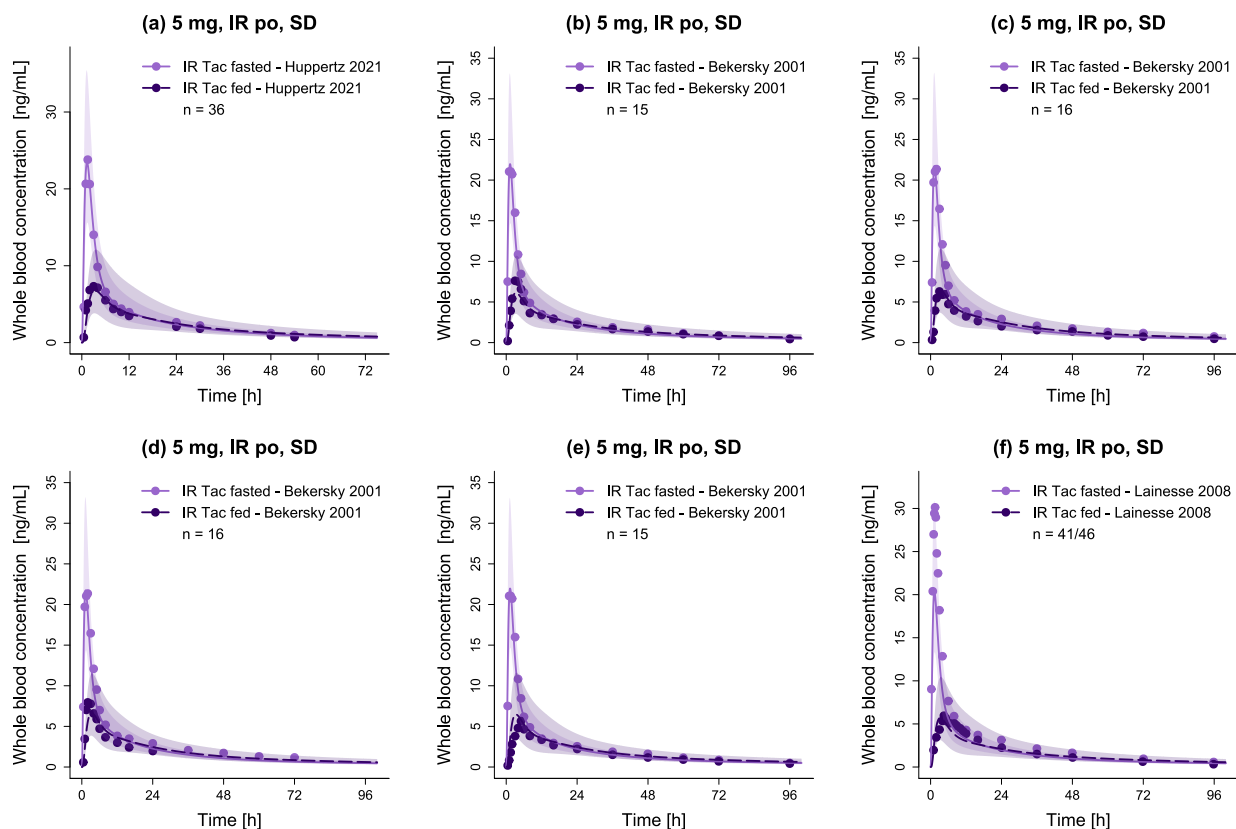 (a) 5 mg, IR po, SD
Whole blood concentration [ng/mL]
30
20
10
0
IR Tac fasted - Huppertz 2021
IR Tac fed - Huppertz 2021
n = 36
0 12 24 36 48 60 72
Time [h]
(b) 5 mg, IR po, SD
Whole blood concentration [ng/mL]
35
30
25
20
15
10
5
0
IR Tac fasted - Bekersky 2001
IR Tac fed - Bekersky 2001
n = 15
0 24 48 72 96
Time [h]
(c) 5 mg, IR po, SD
Whole blood concentration [ng/mL]
35
30
25
20
15
10
5
0
IR Tac fasted - Bekersky 2001
IR Tac fed - Bekersky 2001
n = 16
0 24 48 72 96
Time [h]
(d) 5 mg, IR po, SD
Whole blood concentration [ng/mL]
35
30
25
20
15
10
5
0
IR Tac fasted - Bekersky 2001
IR Tac fed - Bekersky 2001
n = 16
0 24 48 72 96
Time [h]
(e) 5 mg, IR po, SD
Whole blood concentration [ng/mL]
35
30
25
20
15
10
5
0
IR Tac fasted - Bekersky 2001
IR Tac fed - Bekersky 2001
n = 15
0 24 48 72 96
Time [h]
(f) 5 mg, IR po, SD
Whole blood concentration [ng/mL]
30
25
20
15
10
5
0
IR Tac fasted - Lainesse 2008
IR Tac fed - Lainesse 2008
n = 41/46
0 24 48 72 96
Time [h]